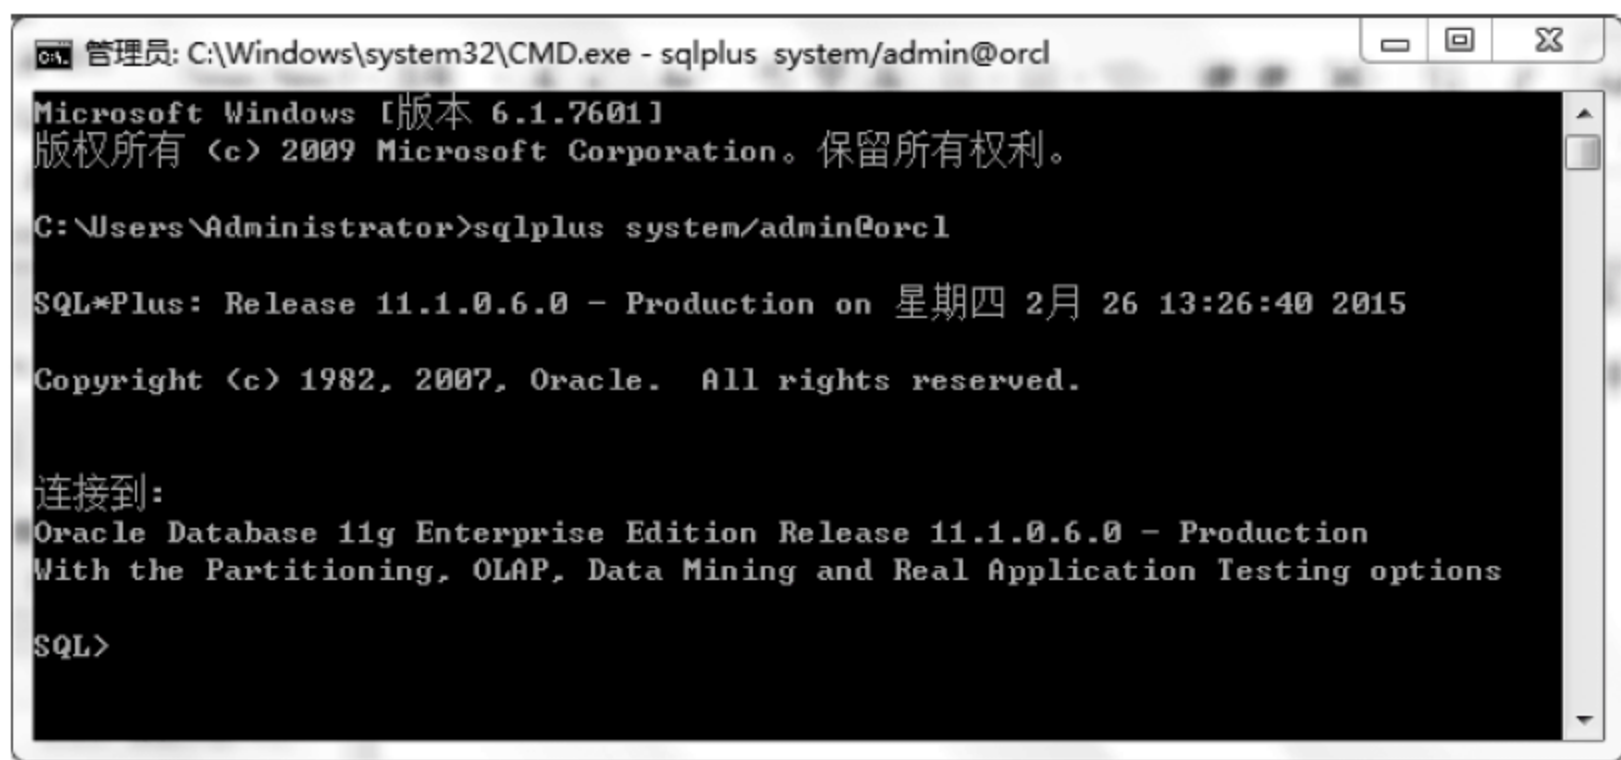 管理员: C:\Windows\system32\CMD.exe - sqlplus  system/admin@orcl
Microsoft Windows [版本 6.1.7601]
版权所有 (c) 2009 Microsoft Corporation。保留所有权利。
C:\Users\Administrator>sqlplus system/admin@orcl
SQL*Plus: Release 11.1.0.6.0 - Production on 星期四 2月 26 13:26:40 2015
Copyright (c) 1982, 2007, Oracle.  All rights reserved.
连接到:
Oracle Database 11g Enterprise Edition Release 11.1.0.6.0 - Production
With the Partitioning, OLAP, Data Mining and Real Application Testing options
SQL>